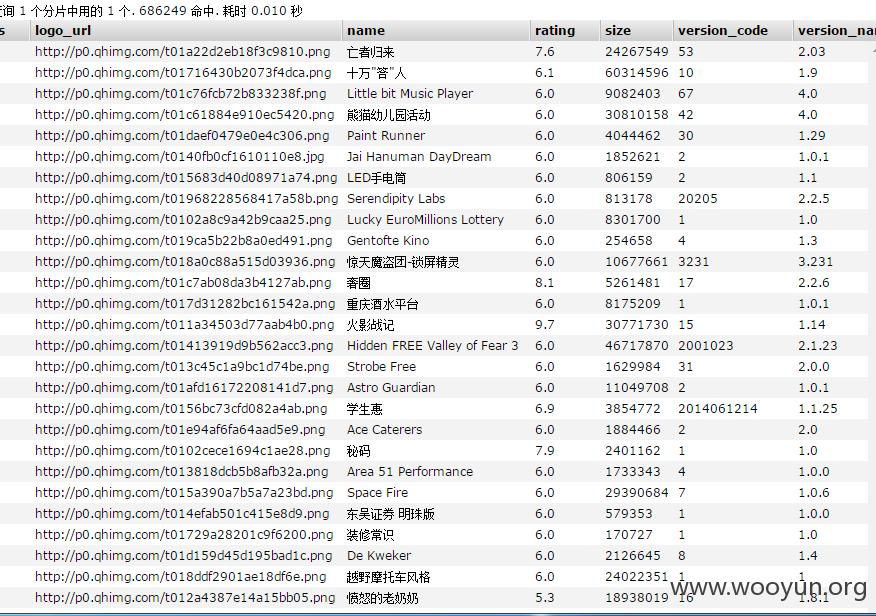 查询 1 个分片中用的 1 个. 686249 命中. 耗时 0.010 秒
s logo_url name rating size version_code version_nam
http://p0.qhimg.com/t01a22d2eb18f3c9810.png 亡者归来 7.6 24267549 53 2.03
http://p0.qhimg.com/t01716430b2073f4dca.png 十万"答"人 6.1 60314596 10 1.9
http://p0.qhimg.com/t01c76fcb72b833238f.png Little bit Music Player 6.0 9082403 67 4.0
http://p0.qhimg.com/t01c61884e910ec5420.png 熊猫幼儿园活动 6.0 30810158 42 4.0
http://p0.qhimg.com/t01daef0479e0e4c306.png Paint Runner 6.0 4044462 30 1.29
http://p0.qhimg.com/t0140fb0cf1610110e8.jpg Jai Hanuman DayDream 6.0 1852621 2 1.0.1
http://p0.qhimg.com/t015683d40d08971a74.png LED手电筒 6.0 806159 2 1.1
http://p0.qhimg.com/t01968228568417a58b.png Serendipity Labs 6.0 813178 20205 2.2.5
http://p0.qhimg.com/t0102a8c9a42b9caa25.png Lucky EuroMillions Lottery 6.0 8301700 1 1.0
http://p0.qhimg.com/t019ca5b22b8a0ed491.png Gentofte Kino 6.0 254658 4 1.3
http://p0.qhimg.com/t018a0c88a515d03936.png 惊天魔盗团-锁屏精灵 6.0 10677661 3231 3.231
http://p0.qhimg.com/t01c7ab08da3b4127ab.png 奢圈 8.1 5261481 17 2.2.6
http://p0.qhimg.com/t017d31282bc161542a.png 重庆酒水平台 6.0 8175209 1 1.0.1
http://p0.qhimg.com/t011a34503d77aab4b0.png 火影战记 9.7 30771730 15 1.14
http://p0.qhimg.com/t01413919d9b562acc3.png Hidden FREE Valley of Fear 3 6.0 46717870 2001023 2.1.23
http://p0.qhimg.com/t013c45c1a9bc1d74be.png Strobe Free 6.0 1629984 31 2.0.0
http://p0.qhimg.com/t01afd16172208141d7.png Astro Guardian 6.0 11049708 2 1.0.1
http://p0.qhimg.com/t0156bc73cfd082a4ab.png 学生惠 6.9 3854772 2014061214 1.1.25
http://p0.qhimg.com/t01e94af6fa64aad5e9.png Ace Caterers 6.0 1884466 2 2.0
http://p0.qhimg.com/t0102cece1694c1ae28.png 秘码 7.9 2401162 1 1.0
http://p0.qhimg.com/t013818dcb5b8afb32a.png Area 51 Performance 6.0 1733343 4 1.0.0
http://p0.qhimg.com/t015a390a7b5a7a23bd.png Space Fire 6.0 29390684 7 1.0.6
http://p0.qhimg.com/t014efab501c415e8d9.png 东吴证券 明珠版 6.0 579353 1 1.0.0
http://p0.qhimg.com/t01729a28201c9f6200.png 装修常识 6.0 170727 1 1.0
http://p0.qhimg.com/t01d159d45d195bad1c.png De Kweker 6.0 2126645 8 1.4
http://p0.qhimg.com/t018ddf2901ae18df6e.png 越野摩托车风格 6.0 24022351 1 1
http://p0.qhimg.com/t012a4387e14a15bb05.png 愤怒的老奶奶 5.3 18938019 16 1.8.1
www.wooyun.org